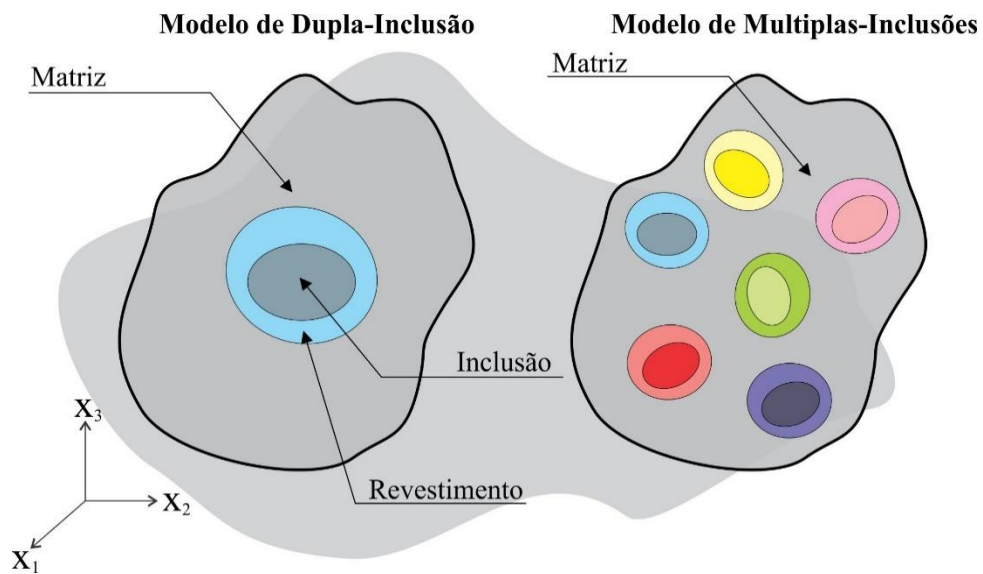 Modelo de Dupla-Inclusão
Modelo de Multiplas-Inclusões
Matriz
Matriz
Inclusão
Revestimento
X3
X2
X1